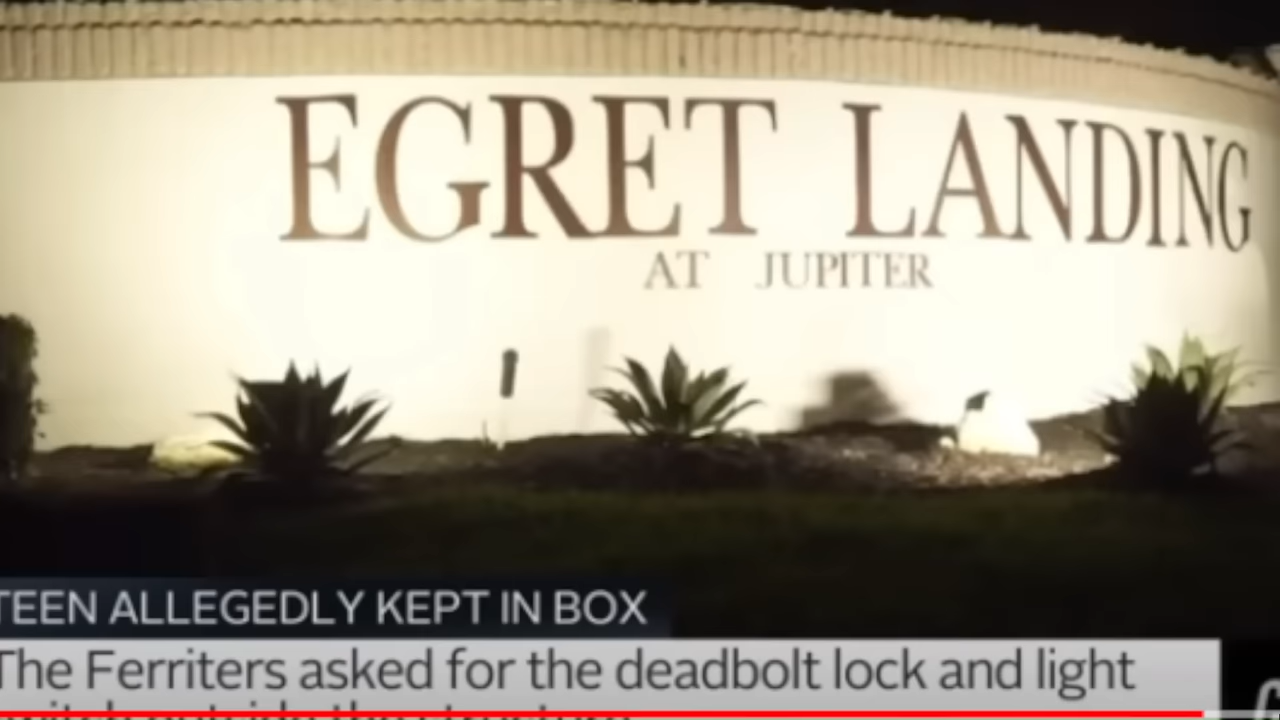 EGRET LANDING
AT JUPITER
TEEN ALLEGEDLY KEPT IN BOX
The Ferriters asked for the deadbolt lock and light